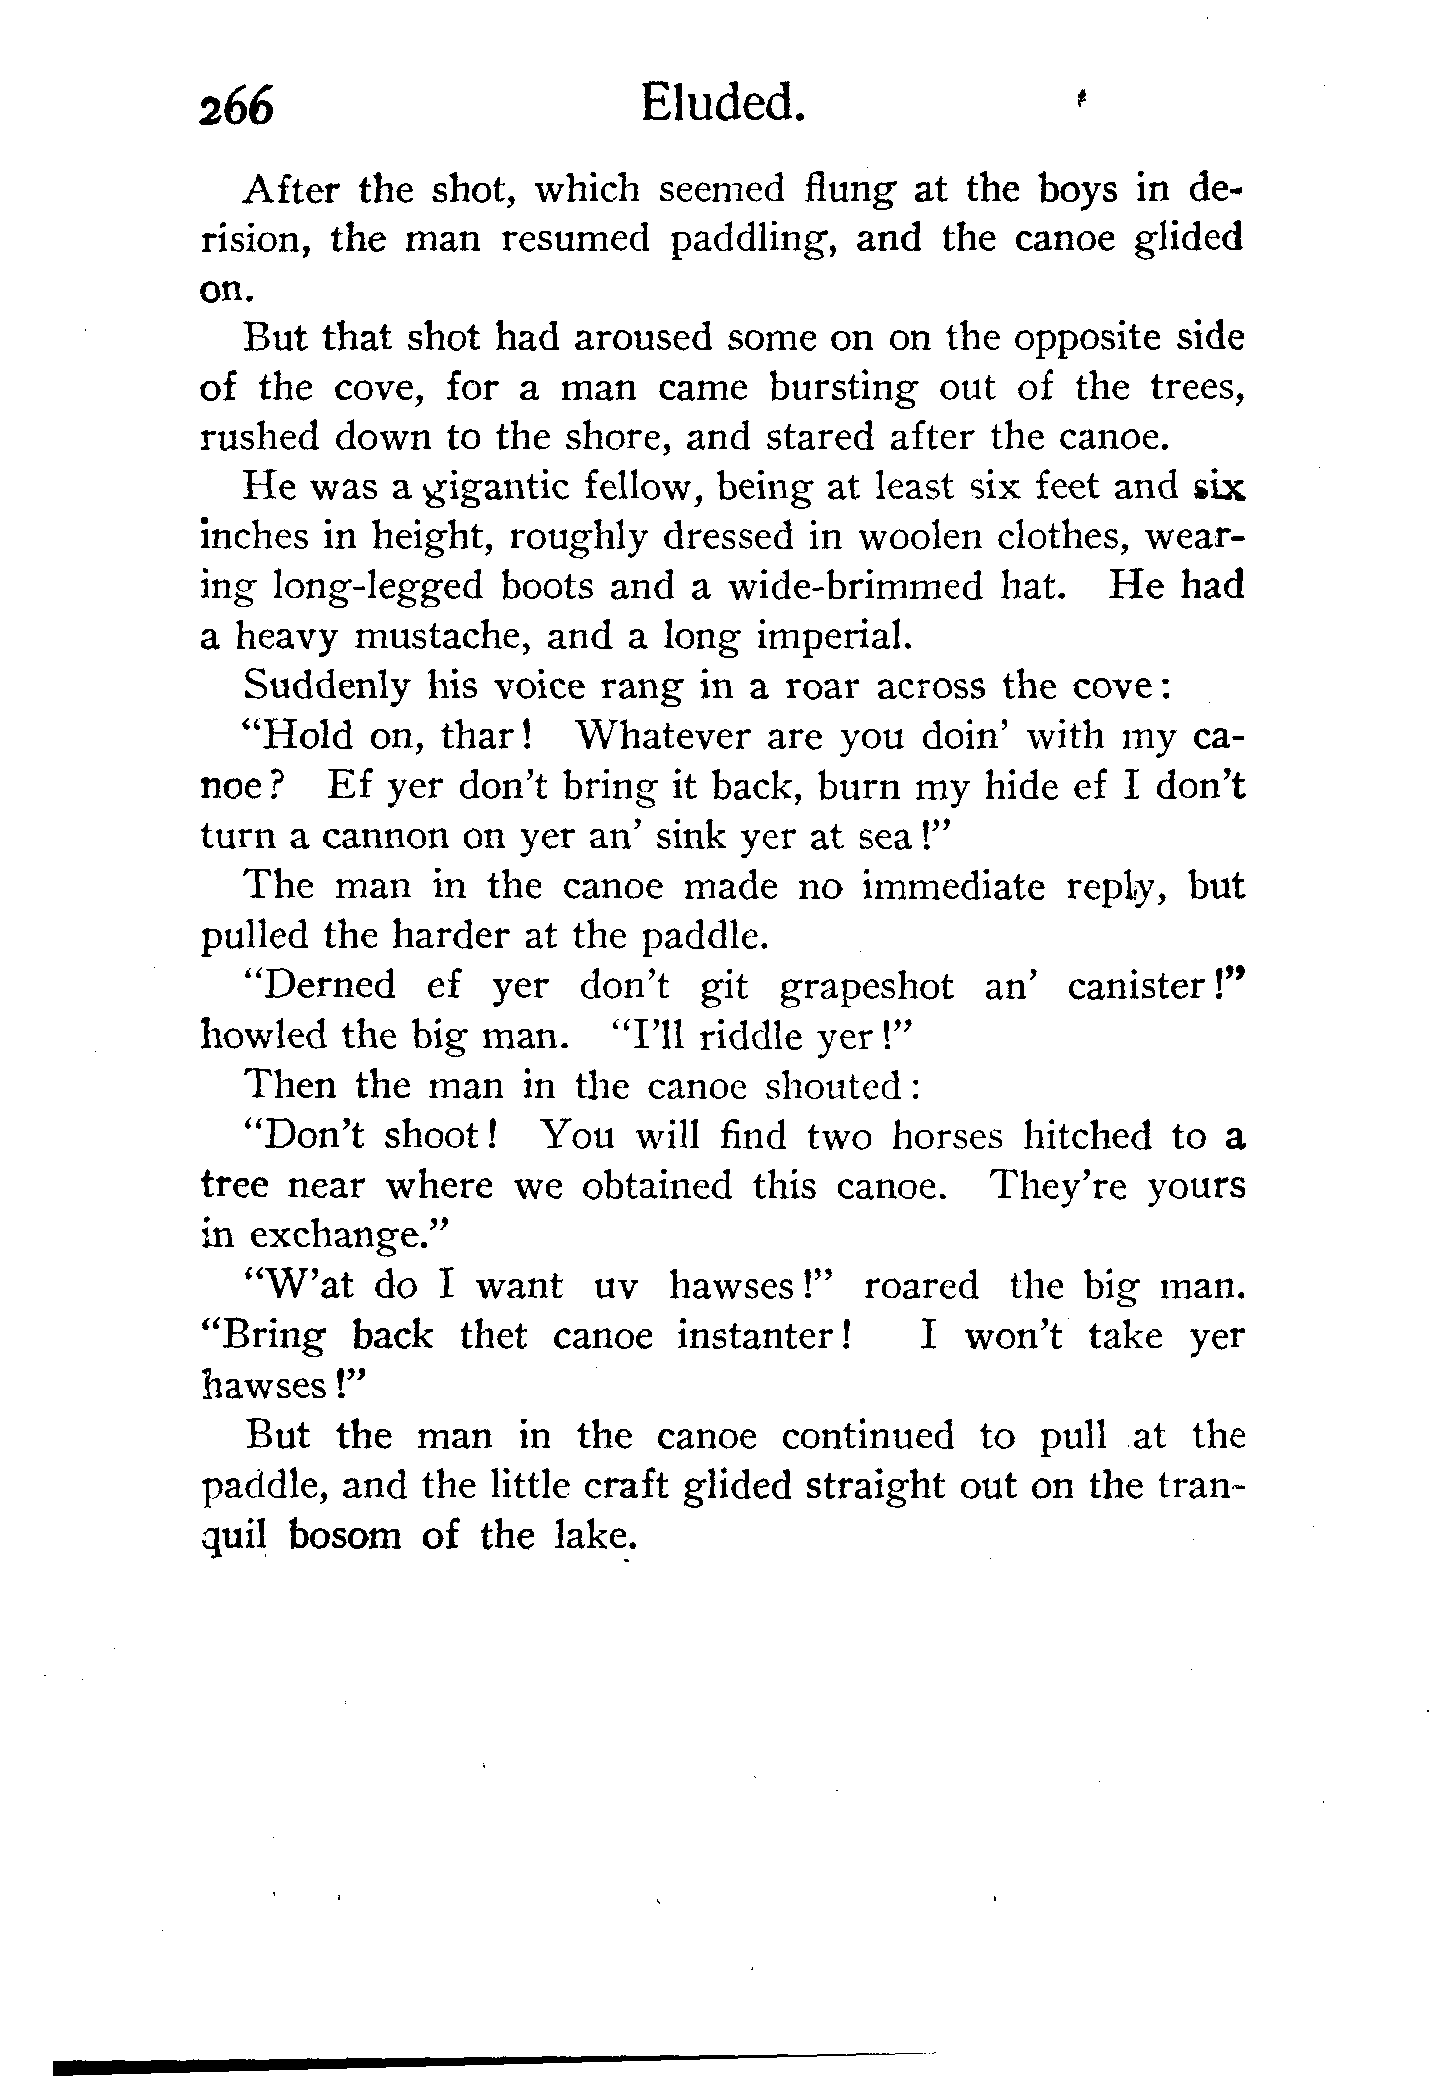 266 Eluded.
After the shot, which seemed flung at the boys in de-
rision, the man resumed paddling, and the canoe glided
on.
But that shot had aroused some on on the opposite side
of the cove, for a man came bursting out of the trees,
rushed down to the shore, and stared after the canoe.
He was a gigantic fellow, being at least six feet and six
inches in height, roughly dressed in woolen clothes, wear-
ing long-legged boots and a wide-brimmed hat. He had
a heavy mustache, and a long imperial.
Suddenly his voice rang in a roar across the cove:
“Hold on, thar! Whatever are you doin’ with my ca-
noe? Ef yer don’t bring it back, burn my hide ef I don’t
turn a cannon on yer an’ sink yer at sea!”
The man in the canoe made no immediate reply, but
pulled the harder at the paddle.
“Derned ef yer don’t git grapeshot an’ canister!”
howled the big man. “I’ll riddle yer!”
Then the man in the canoe shouted:
“Don’t shoot! You will find two horses hitched to a
tree near where we obtained this canoe. They’re yours
in exchange.”
“W’at do I want uv hawses!” roared the big man.
“Bring back thet canoe instanter! I won’t take yer
hawses!”
But the man in the canoe continued to pull at the
paddle, and the little craft glided straight out on the tran-
quil bosom of the lake.